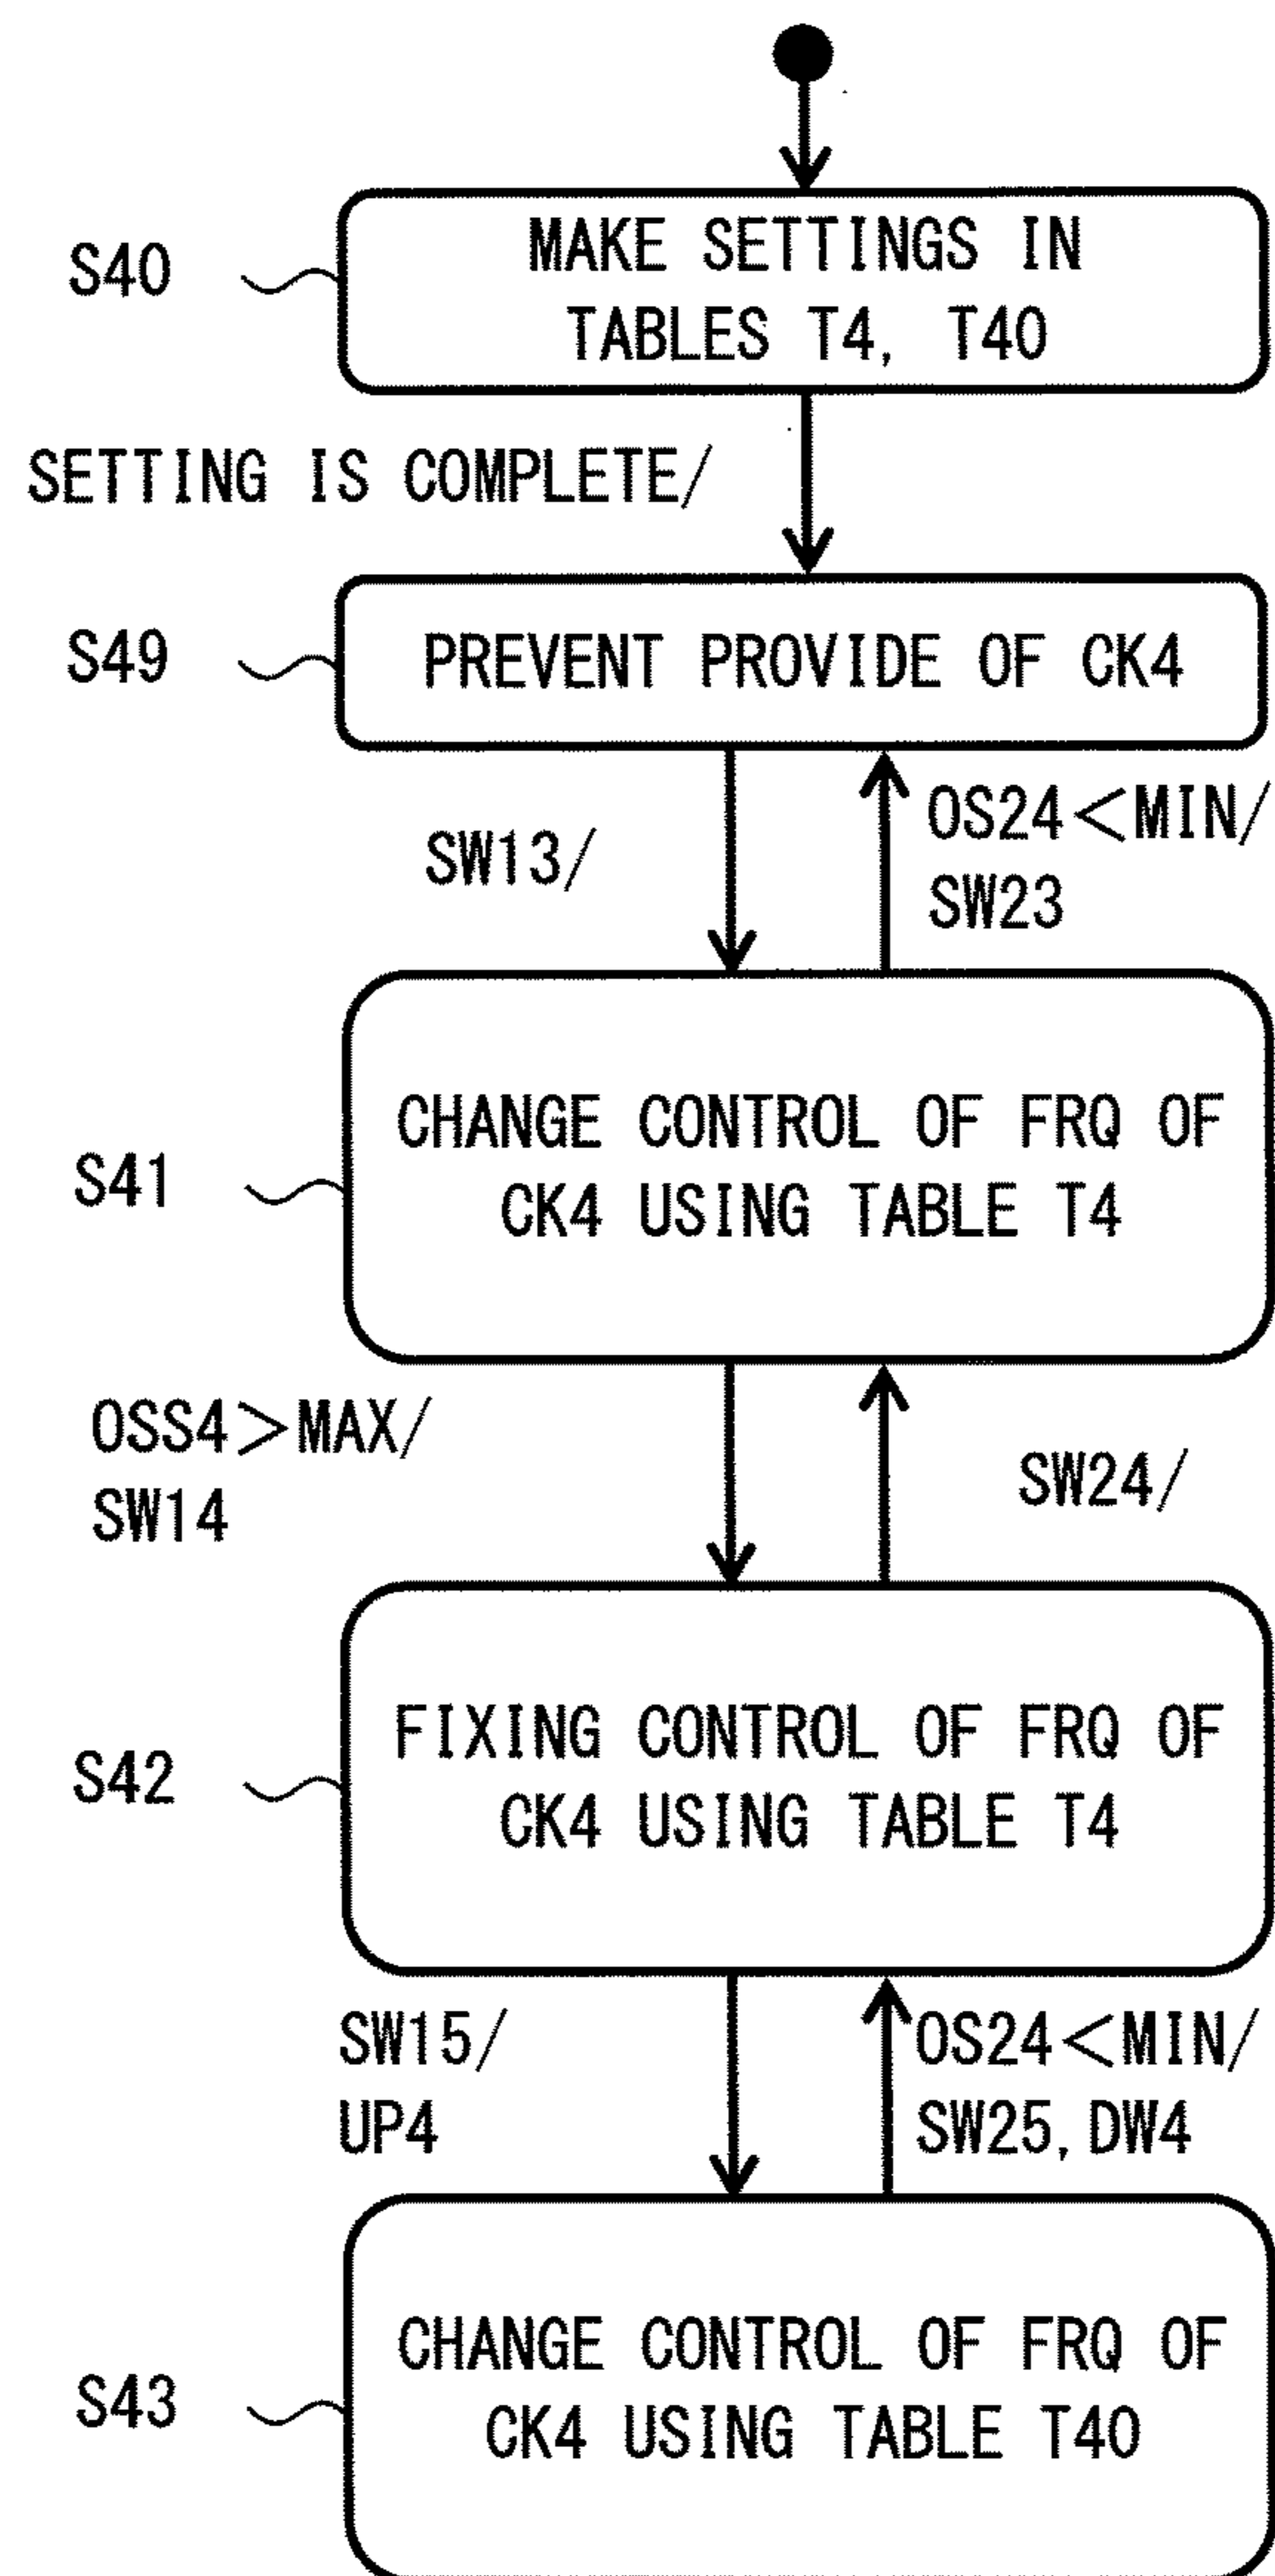 S40
MAKE SETTINGS IN
TABLES T4, T40
SETTING IS COMPLETE/
S49
PREVENT PROVIDE OF CK4
SW13/
OS24<MIN/
SW23
S41
CHANGE CONTROL OF FRQ OF
CK4 USING TABLE T4
OSS4>MAX/
SW14
SW24/
S42
FIXING CONTROL OF FRQ OF
CK4 USING TABLE T4
SW15/
UP4
OS24<MIN/
SW25, DW4
S43
CHANGE CONTROL OF FRQ OF
CK4 USING TABLE T40